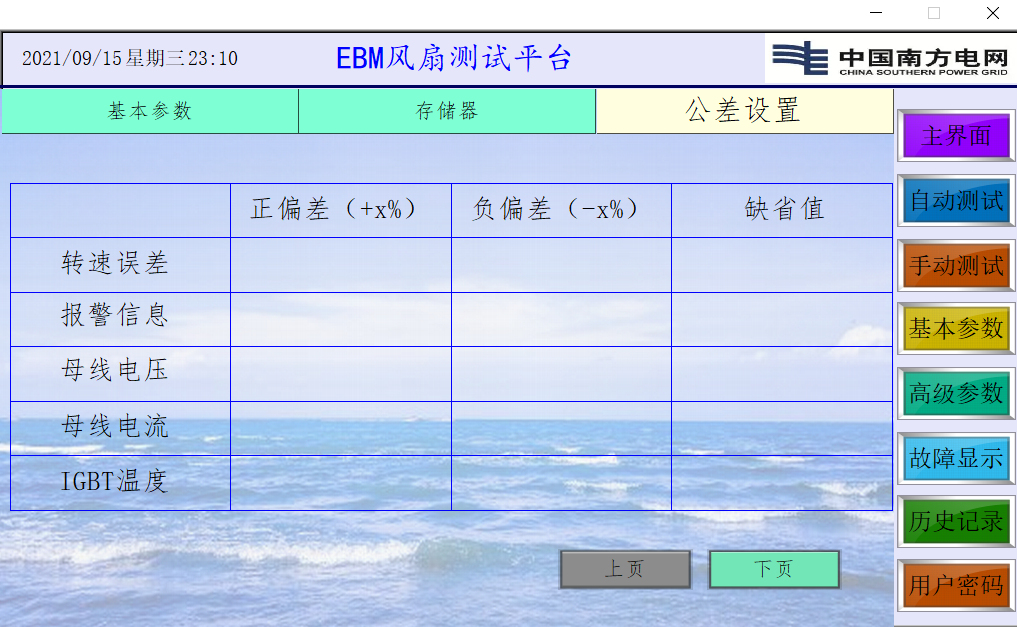 2021/09/15 星期三 23:10
EBM风扇测试平台
中国南方电网
CHINA SOUTHERN POWER GRID
基本参数 存储器 公差设置
正偏差（+x%） 负偏差（-x%） 缺省值
转速误差
报警信息
母线电压
母线电流
IGBT温度
上页 下页
主界面
自动测试
手动测试
基本参数
高级参数
故障显示
历史记录
用户密码